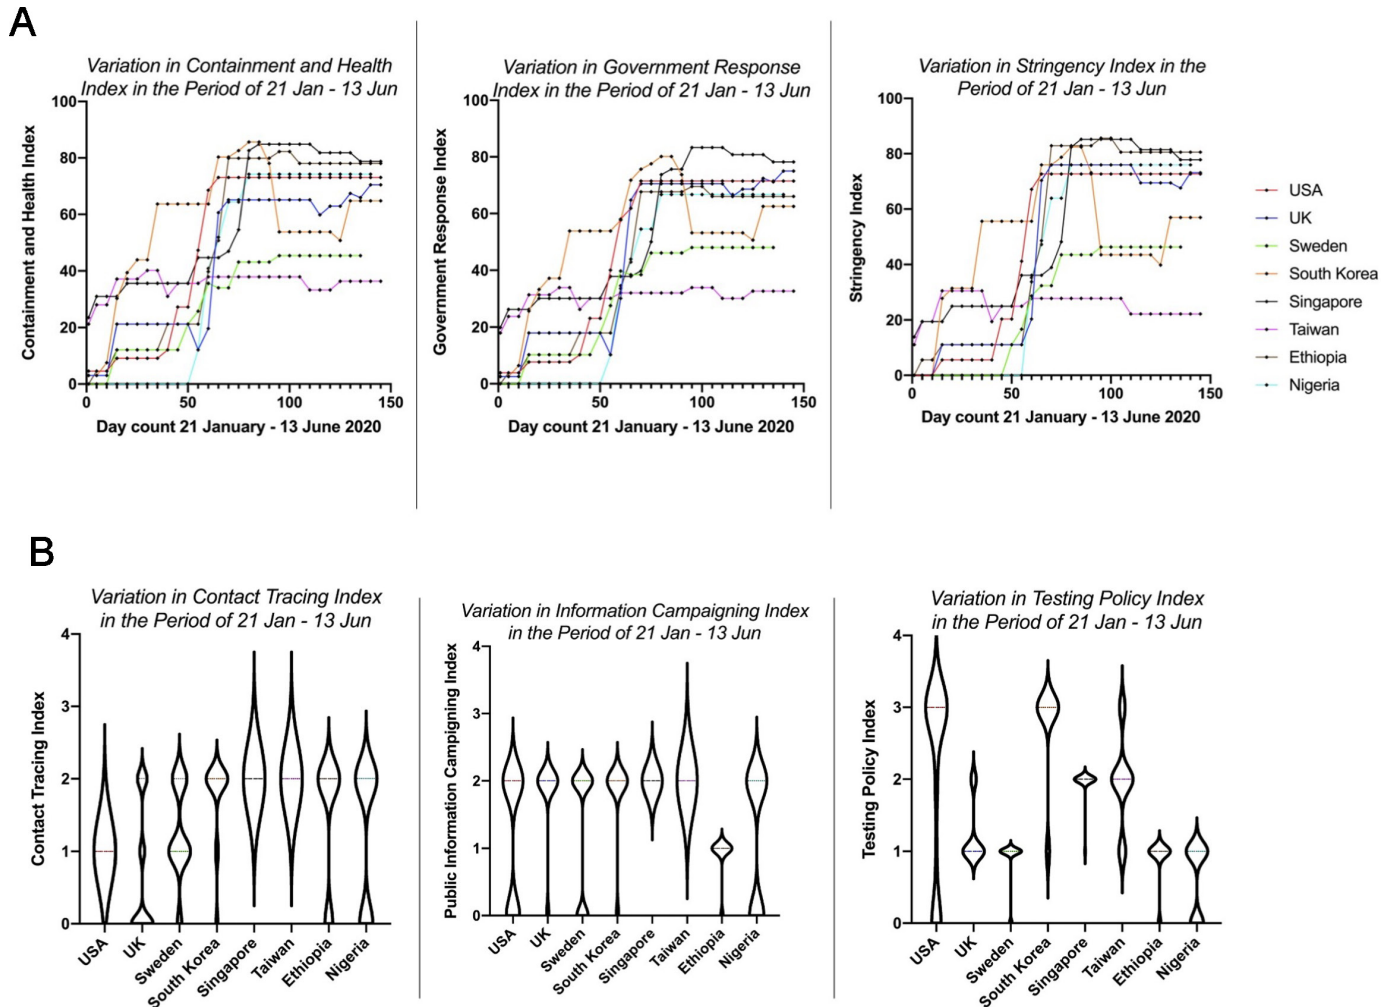 A
Variation in Containment and Health
Index in the Period of 21 Jan - 13 Jun
Containment and Health Index
100
80
60
40
20
0
0 50 100 150
Day count 21 January - 13 June 2020
Variation in Government Response
Index in the Period of 21 Jan - 13 Jun
Government Response Index
100
80
60
40
20
0
0 50 100 150
Day count 21 January - 13 June 2020
Variation in Stringency Index in the
Period of 21 Jan - 13 Jun
Stringency Index
100
80
60
40
20
0
0 50 100 150
Day count 21 January - 13 June 2020
USA
UK
Sweden
South Korea
Singapore
Taiwan
Ethiopia
Nigeria
B
Variation in Contact Tracing Index
in the Period of 21 Jan - 13 Jun
Contact Tracing Index
4
3
2
1
0
USA
UK
Sweden
South Korea
Singapore
Taiwan
Ethiopia
Nigeria
Variation in Information Campaigning Index
in the Period of 21 Jan - 13 Jun
Public Information Campigning Index
4
3
2
1
0
USA
UK
Sweden
South Korea
Singapore
Taiwan
Ethiopia
Nigeria
Variation in Testing Policy Index
in the Period of 21 Jan - 13 Jun
Testing Policy Index
4
3
2
1
0
USA
UK
Sweden
South Korea
Singapore
Taiwan
Ethiopia
Nigeria